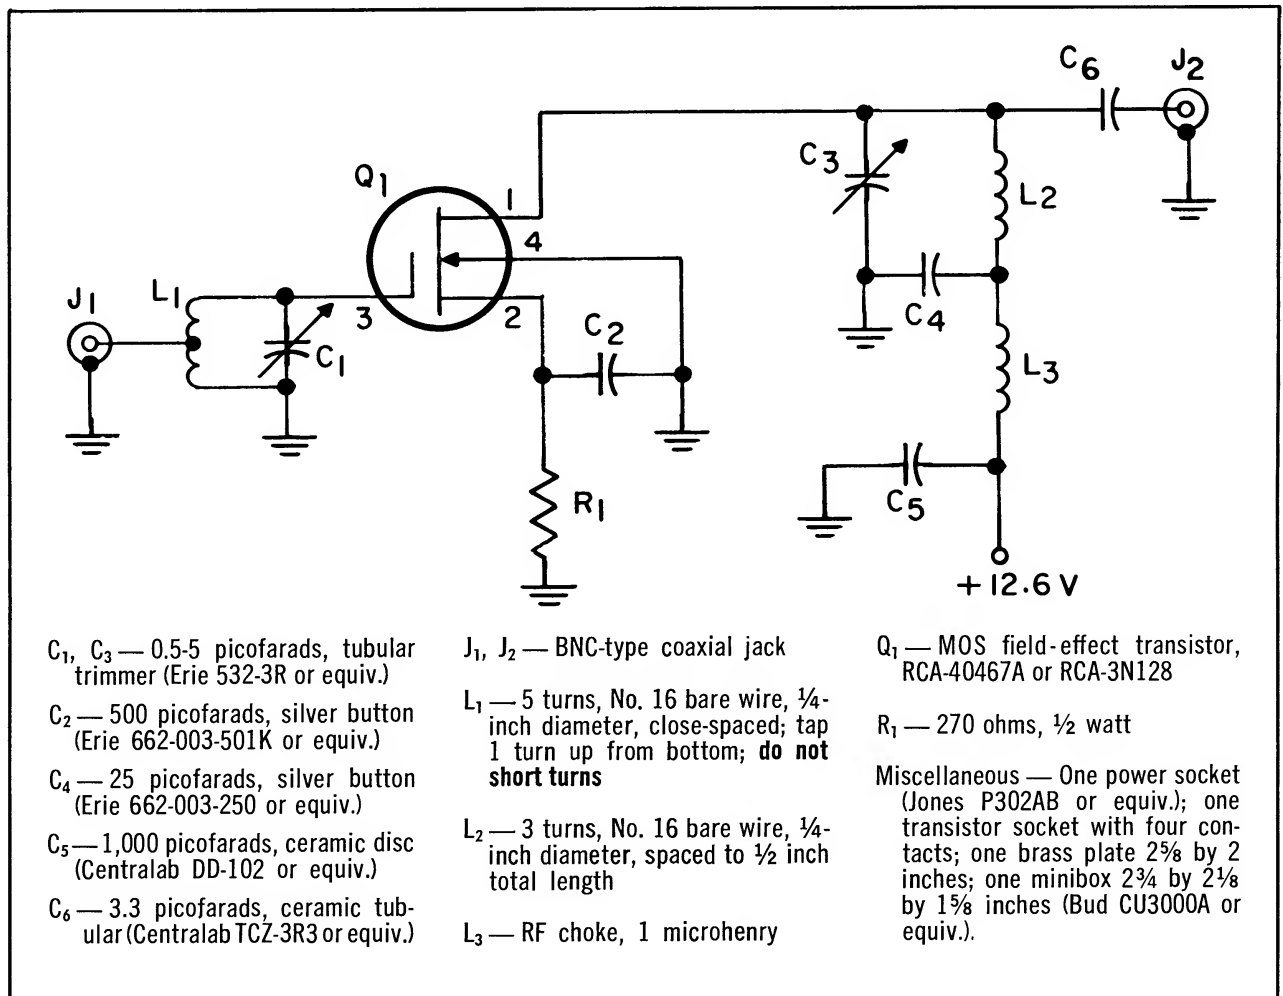 C6
J2
C3
Q1
1
L2
4
J1
L1
3
2
C2
C4
C1
L3
R1
C5
+12.6 V
C1, C3 — 0.5-5 picofarads, tubular
trimmer (Erie 532-3R or equiv.)
C2 — 500 picofarads, silver button
(Erie 662-003-501K or equiv.)
C4 — 25 picofarads, silver button
(Erie 662-003-250 or equiv.)
C5 — 1,000 picofarads, ceramic disc
(Centralab DD-102 or equiv.)
C6 — 3.3 picofarads, ceramic tub-
ular (Centralab TCZ-3R3 or equiv.)
J1, J2 — BNC-type coaxial jack
L1 — 5 turns, No. 16 bare wire, ¼-
inch diameter, close-spaced; tap
1 turn up from bottom; do not
short turns
L2 — 3 turns, No. 16 bare wire, ¼-
inch diameter, spaced to ½ inch
total length
L3 — RF choke, 1 microhenry
Q1 — MOS field-effect transistor,
RCA-40467A or RCA-3N128
R1 — 270 ohms, ½ watt
Miscellaneous — One power socket
(Jones P302AB or equiv.); one
transistor socket with four con-
tacts; one brass plate 2⅝ by 2
inches; one minibox 2¾ by 2⅛
by 1⅝ inches (Bud CU3000A or
equiv.).